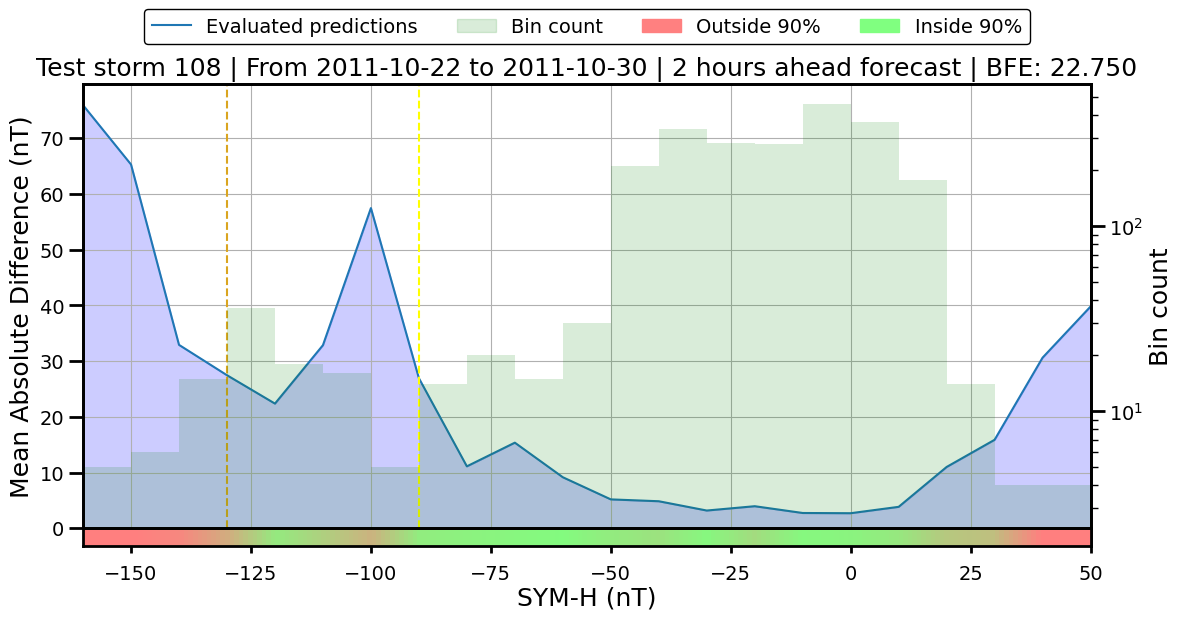 Evaluated predictions Bin count Outside 90% Inside 90%
Test storm 108 | From 2011-10-22 to 2011-10-30 | 2 hours ahead forecast | BFE: 22.750
Mean Absolute Difference (nT)
70
60
50
40
30
20
10
0
10²
10¹
Bin count
−150 −125 −100 −75 −50 −25 0 25 50
SYM-H (nT)